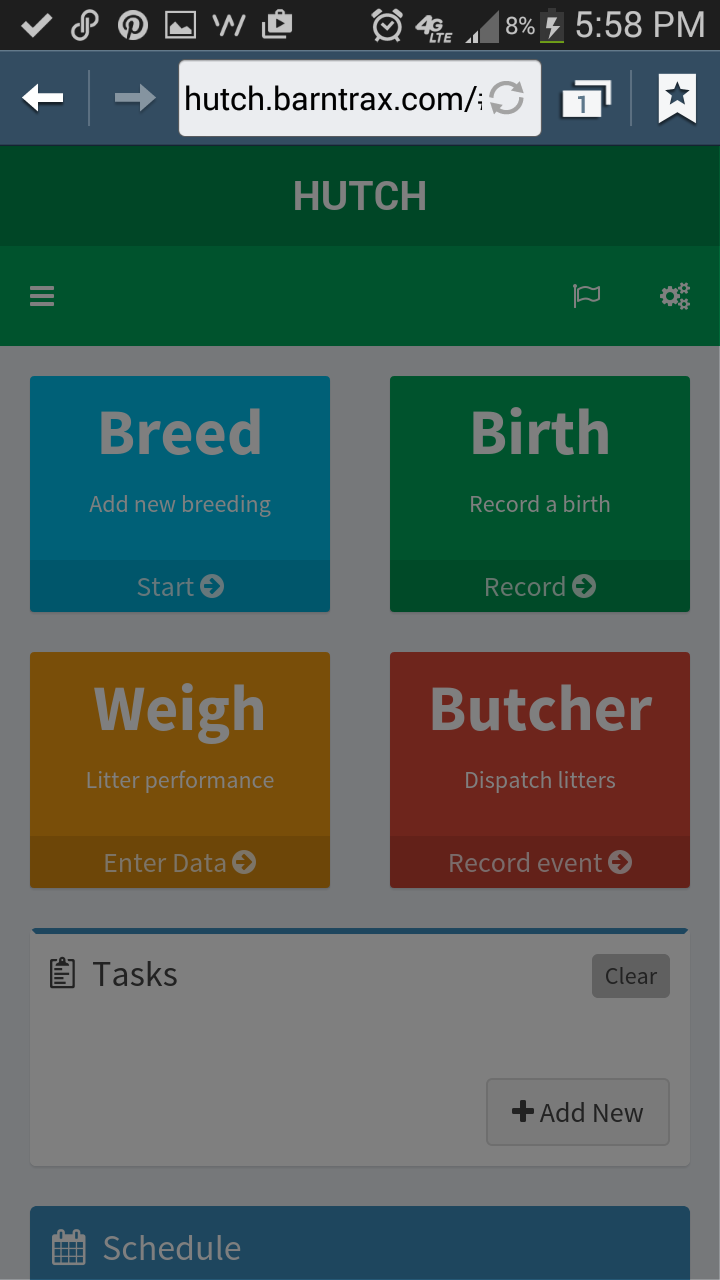 4G LTE 8% 5:58 PM
hutch.barntrax.com/ 1
HUTCH
Breed
Add new breeding
Start
Birth
Record a birth
Record
Weigh
Litter performance
Enter Data
Butcher
Dispatch litters
Record event
Tasks
Clear
Add New
Schedule